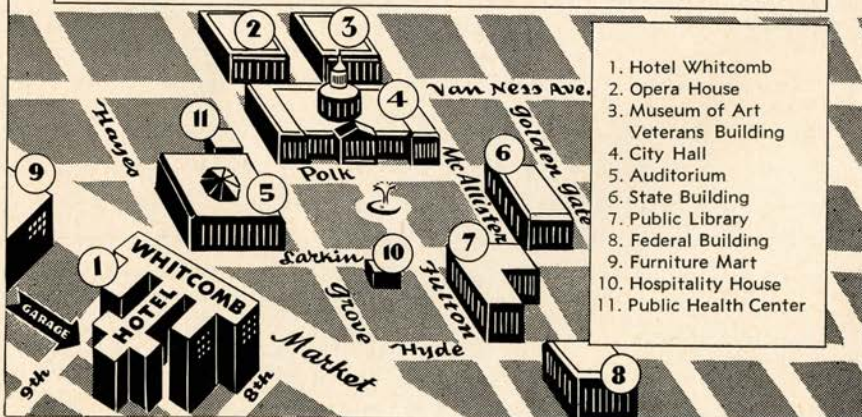 2
3
4
Van Ness Ave.
Hayes
11
Golden Gate
9
5
Polk
McAllister
6
1
WHITCOMB
HOTEL
Larkin
10
Fulton
7
Grove
GARAGE
Market
Hyde
9th
8th
8
1. Hotel Whitcomb
2. Opera House
3. Museum of Art
Veterans Building
4. City Hall
5. Auditorium
6. State Building
7. Public Library
8. Federal Building
9. Furniture Mart
10. Hospitality House
11. Public Health Center